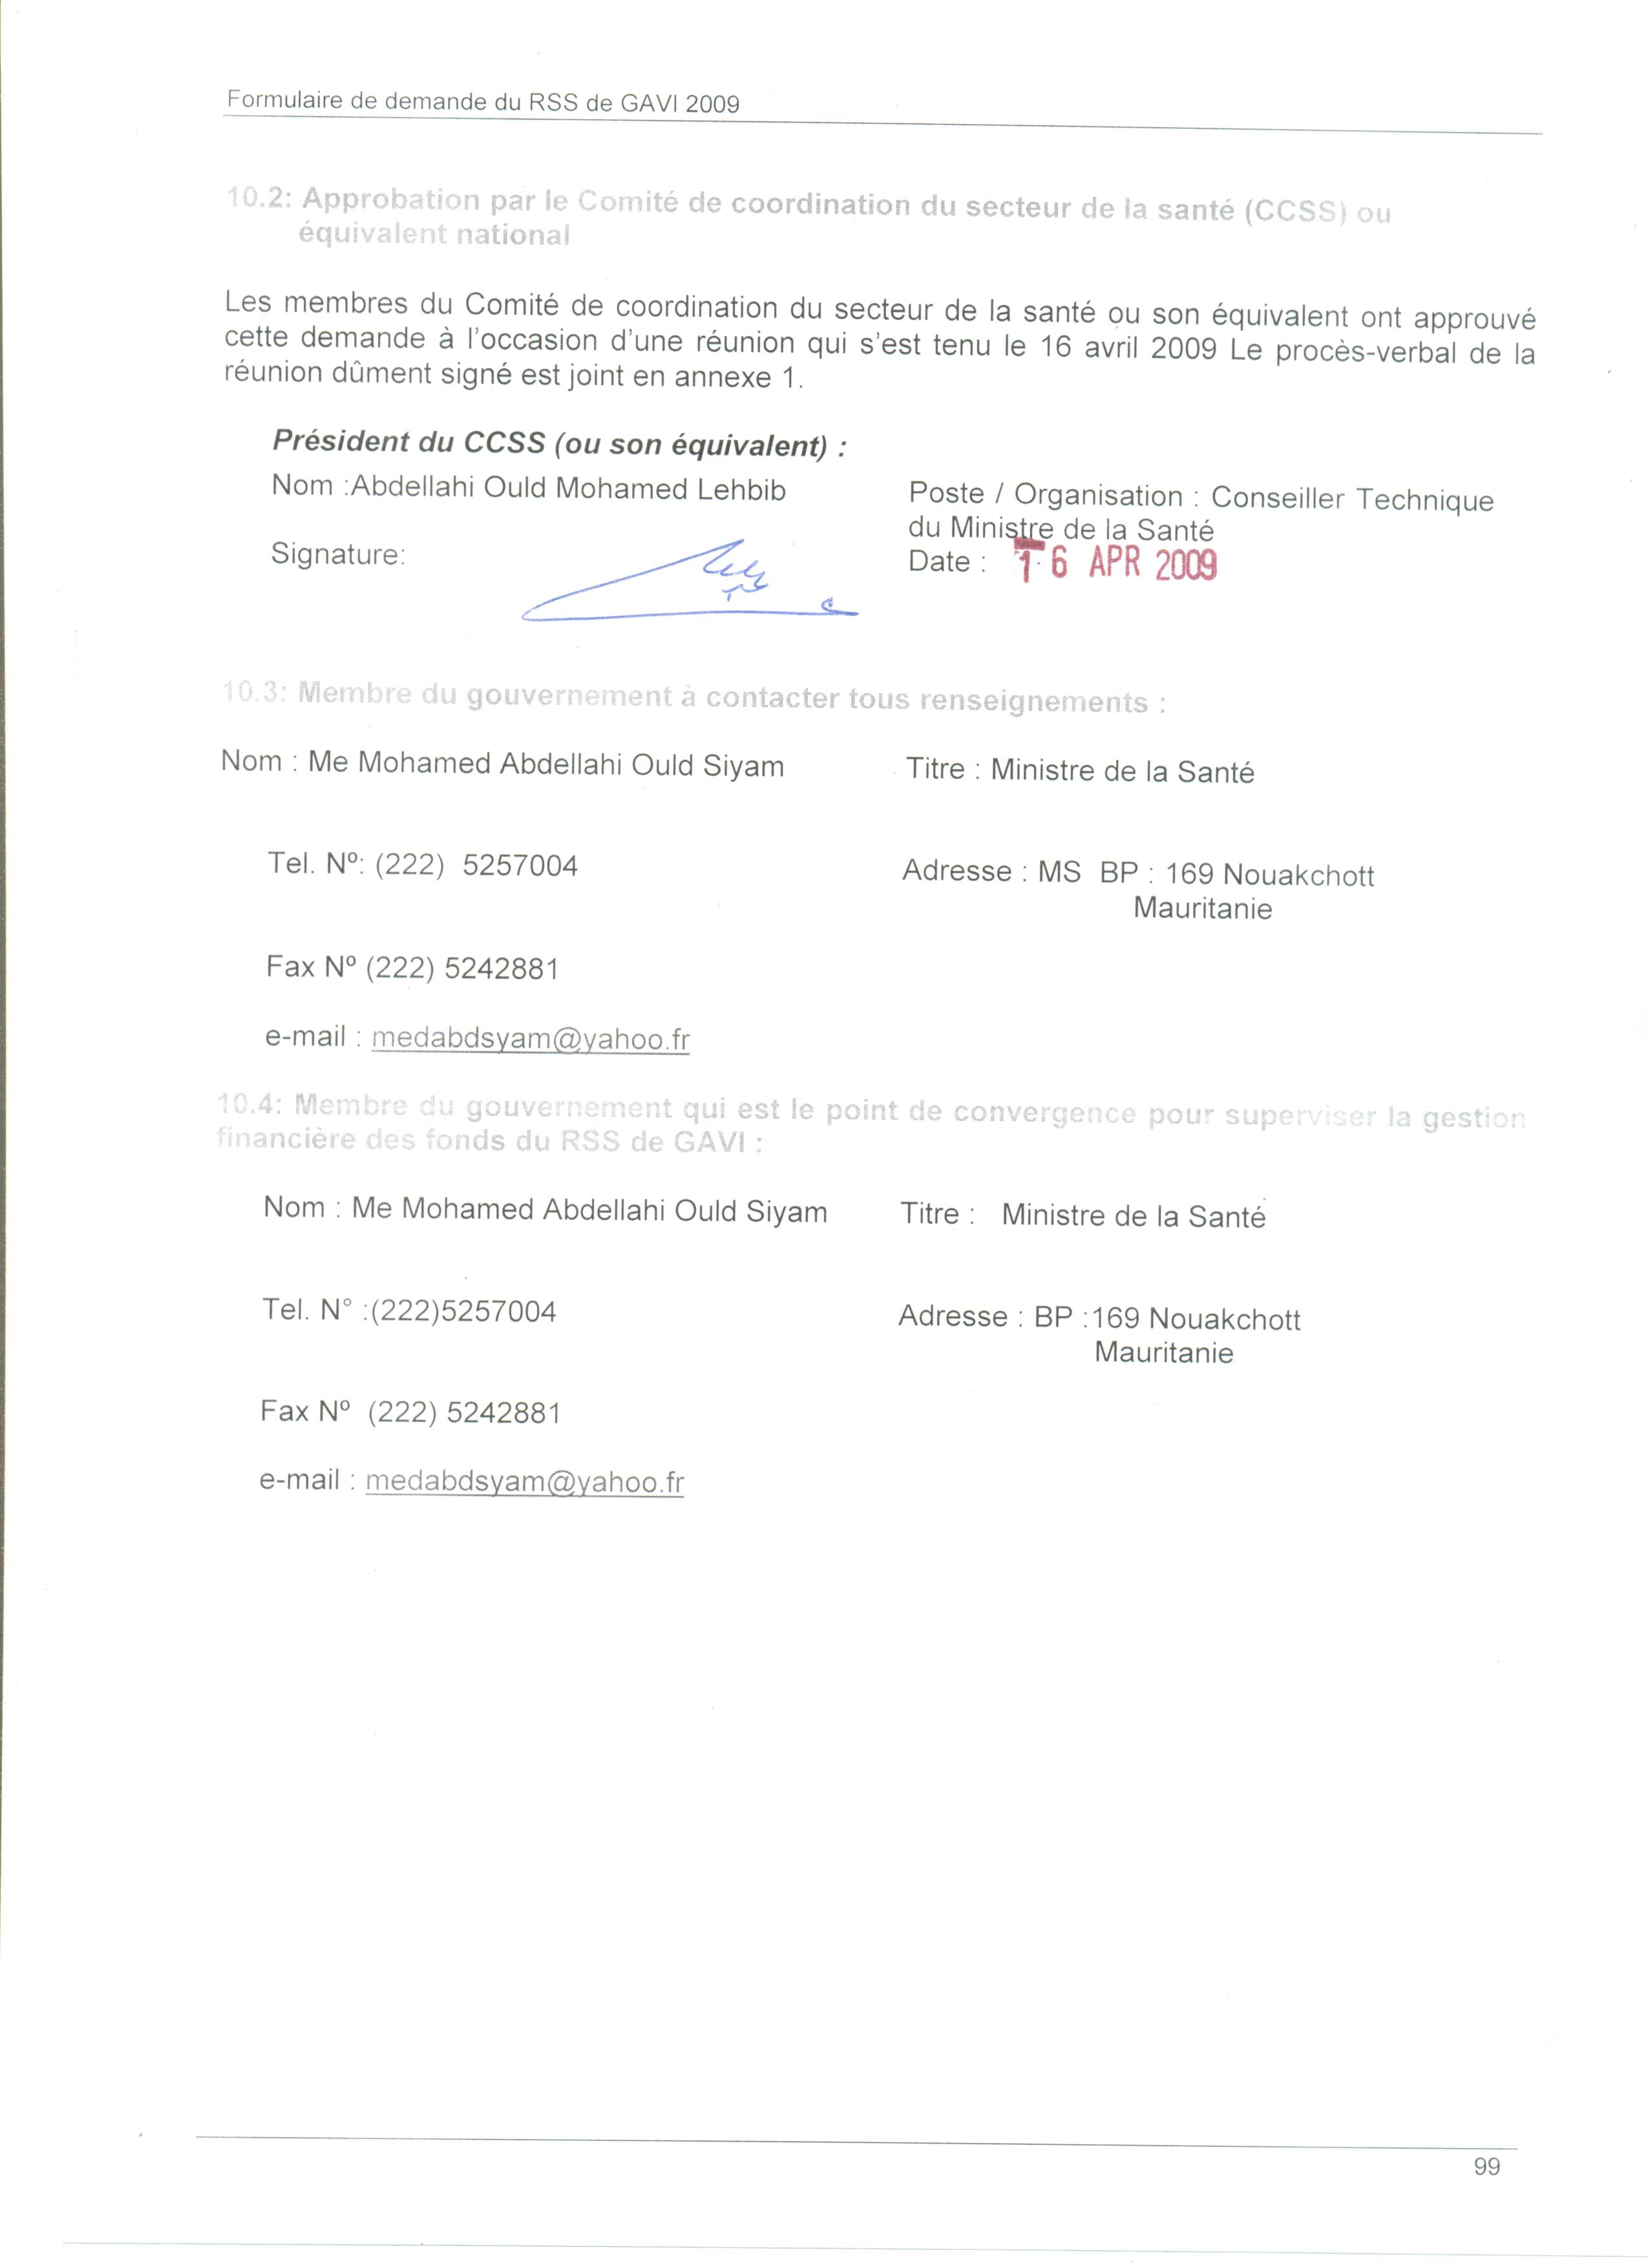 Formulaire de demande du RSS de GAVI 2009
10.2: Approbation par le Comité de coordination du secteur de la santé (CCSS) ou
équivalent national
Les membres du Comité de coordination du secteur de la santé ou son équivalent ont approuvé
cette demande à l'occasion d'une réunion qui s'est tenu le 16 avril 2009 Le procès-verbal de la
réunion dûment signé est joint en annexe 1.
Président du CCSS (ou son équivalent) :
Nom :Abdellahi Ould Mohamed Lehbib
Poste / Organisation : Conseiller Technique
du Ministre de la Santé
Signature:
Date : 16 APR 2009
10.3: Membre du gouvernement à contacter tous renseignements :
Nom : Me Mohamed Abdellahi Ould Siyam
Titre : Ministre de la Santé
Tel. Nº: (222) 5257004
Adresse : MS BP : 169 Nouakchott
Mauritanie
Fax Nº (222) 5242881
e-mail : medabdsyam@yahoo.fr
10.4: Membre du gouvernement qui est le point de convergence pour superviser la gestion
financière des fonds du RSS de GAVI :
Nom : Me Mohamed Abdellahi Ould Siyam
Titre : Ministre de la Santé
Tel. N° :(222)5257004
Adresse : BP :169 Nouakchott
Mauritanie
Fax Nº (222) 5242881
e-mail : medabdsyam@yahoo.fr
99